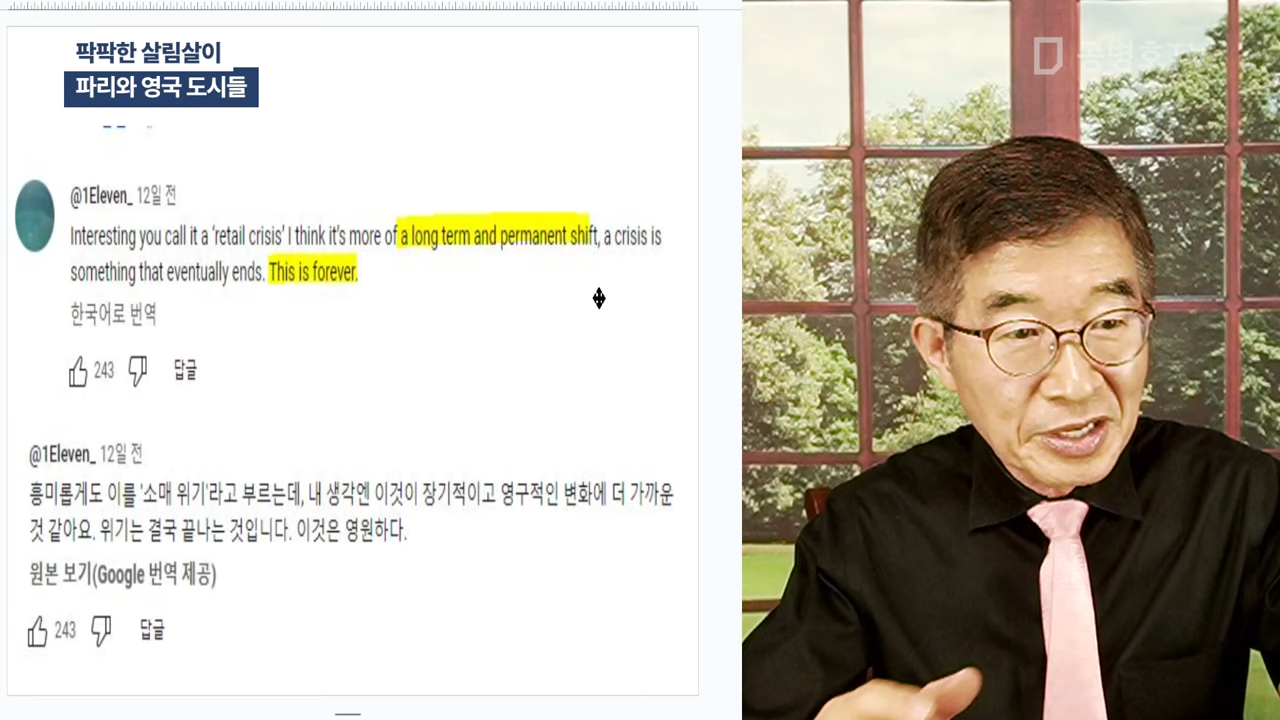 팍팍한 살림살이
파리와 영국 도시들
@1Eleven_ 12일 전
Interesting you call it a ‘retail crisis’ I think it's more of a long term and permanent shift, a crisis is
something that eventually ends. This is forever.
한국어로 번역
243 답글
@1Eleven_ 12일 전
흥미롭게도 이를 '소매 위기'라고 부르는데, 내 생각엔 이것이 장기적이고 영구적인 변화에 더 가까운
것 같아요. 위기는 결국 끝나는 것입니다. 이것은 영원하다.
원본 보기(Google 번역 제공)
243 답글